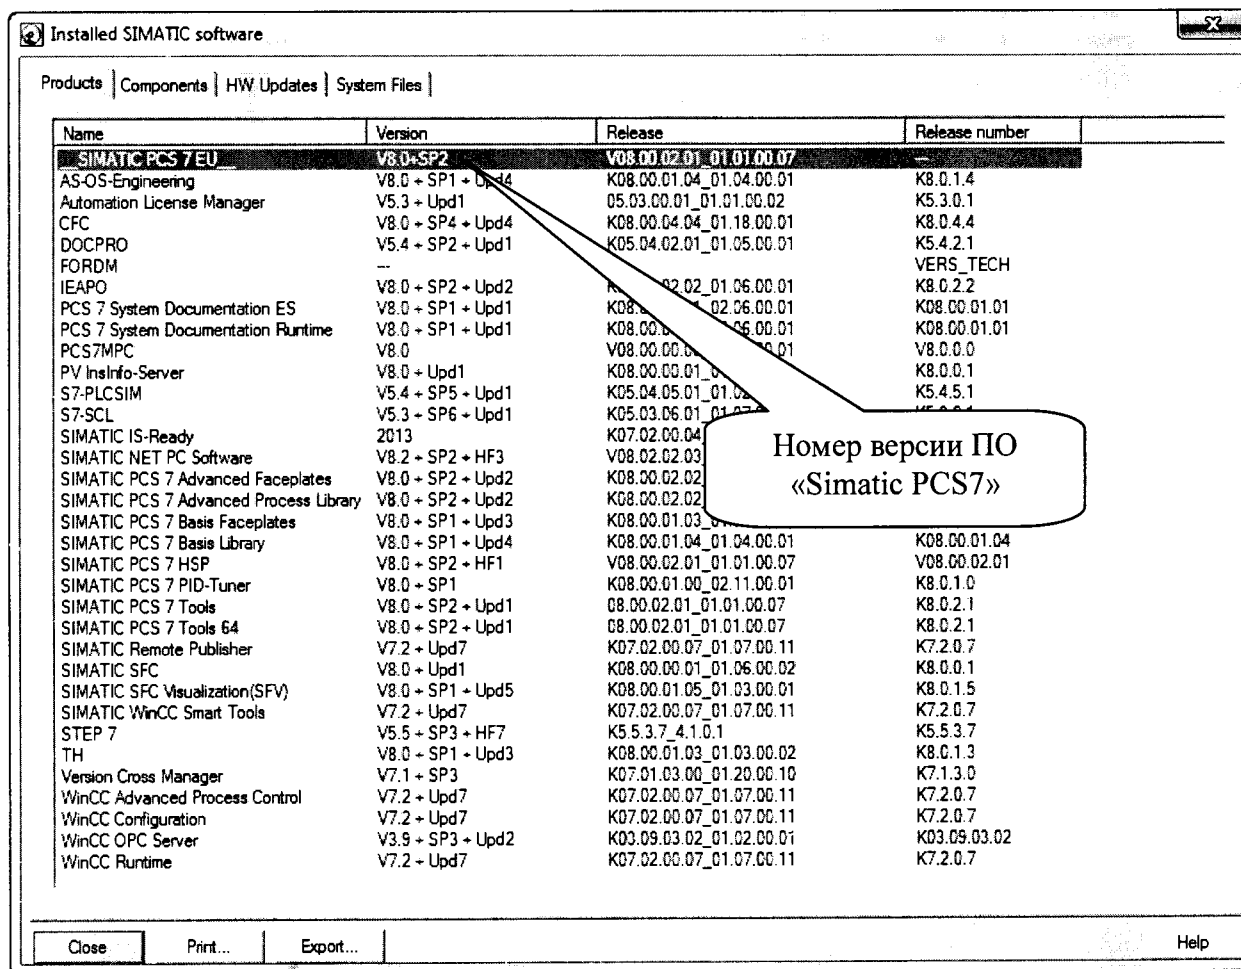 Installed SIMATIC software
Products Components HW Updates System Files
Name Version Release Release number
__SIMATIC PCS 7 EU__ V8.0+SP2 V08.00.02.01_01.01.00.07 ---
AS-OS-Engineering V8.0 + SP1 + Upd4 K08.00.01.04_01.04.00.01 K8.0.1.4
Automation License Manager V5.3 + Upd1 05.03.00.01_01.01.00.02 K5.3.0.1
CFC V8.0 + SP4 + Upd4 K08.00.04.04_01.18.00.01 K8.0.4.4
DOCPRO V5.4 + SP2 + Upd1 K05.04.02.01_01.05.00.01 K5.4.2.1
FORDM --- VERS_TECH
IEAPO V8.0 + SP2 + Upd2 02.02_01.06.00.01 K8.0.2.2
PCS 7 System Documentation ES V8.0 + SP1 + Upd1 02.06.00.01 K08.00.01.01
PCS 7 System Documentation Runtime V8.0 + SP1 + Upd1 K08.00.0 00.01 K08.00.01.01
PCS7MPC V8.0 V08.00.00 01 V8.0.0.0
PV InsInfo-Server V8.0 + Upd1 K08.00.00.01_0 K8.0.0.1
S7-PLCSIM V5.4 + SP5 + Upd1 K05.04.05.01_01.02 K5.4.5.1
S7-SCL V5.3 + SP6 + Upd1 K05.03.06.01_01.07
SIMATIC IS-Ready 2013 K07.02.00.04
SIMATIC NET PC Software V8.2 + SP2 + HF3 V08.02.02.03
SIMATIC PCS 7 Advanced Faceplates V8.0 + SP2 + Upd2 K08.00.02.02
SIMATIC PCS 7 Advanced Process Library V8.0 + SP2 + Upd2 K08.00.02.02
SIMATIC PCS 7 Basis Faceplates V8.0 + SP1 + Upd3 K08.00.01.03
Номер версии ПО
«Simatic PCS7»
SIMATIC PCS 7 Basis Library V8.0 + SP1 + Upd4 K08.00.01.04_01.04.00.01 K08.00.01.04
SIMATIC PCS 7 HSP V8.0 + SP2 + HF1 V08.00.02.01_01.01.00.07 V08.00.02.01
SIMATIC PCS 7 PID-Tuner V8.0 + SP1 K08.00.01.00_02.11.00.01 K8.0.1.0
SIMATIC PCS 7 Tools V8.0 + SP2 + Upd1 08.00.02.01_01.01.00.07 K8.0.2.1
SIMATIC PCS 7 Tools 64 V8.0 + SP2 + Upd1 08.00.02.01_01.01.00.07 K8.0.2.1
SIMATIC Remote Publisher V7.2 + Upd7 K07.02.00.07_01.07.00.11 K7.2.0.7
SIMATIC SFC V8.0 + Upd1 K08.00.00.01_01.06.00.02 K8.0.0.1
SIMATIC SFC Visualization(SFV) V8.0 + SP1 + Upd5 K08.00.01.05_01.03.00.01 K8.0.1.5
SIMATIC WinCC Smart Tools V7.2 + Upd7 K07.02.00.07_01.07.00.11 K7.2.0.7
STEP 7 V5.5 + SP3 + HF7 K5.5.3.7_4.1.0.1 K5.5.3.7
TH V8.0 + SP1 + Upd3 K08.00.01.03_01.03.00.02 K8.0.1.3
Version Cross Manager V7.1 + SP3 K07.01.03.00_01.20.00.10 K7.1.3.0
WinCC Advanced Process Control V7.2 + Upd7 K07.02.00.07_01.07.00.11 K7.2.0.7
WinCC Configuration V7.2 + Upd7 K07.02.00.07_01.07.00.11 K7.2.0.7
WinCC OPC Server V3.9 + SP3 + Upd2 K03.09.03.02_01.02.00.01 K03.09.03.02
WinCC Runtime V7.2 + Upd7 K07.02.00.07_01.07.00.11 K7.2.0.7
Close Print... Export... Help